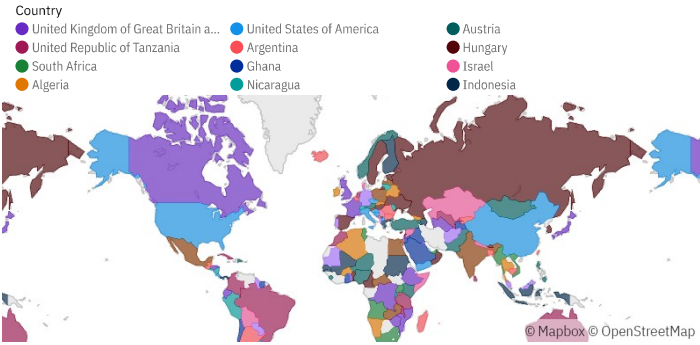 Country
United Kingdom of Great Britain a... United States of America Austria
United Republic of Tanzania Argentina Hungary
South Africa Ghana Israel
Algeria Nicaragua Indonesia
© Mapbox © OpenStreetMap